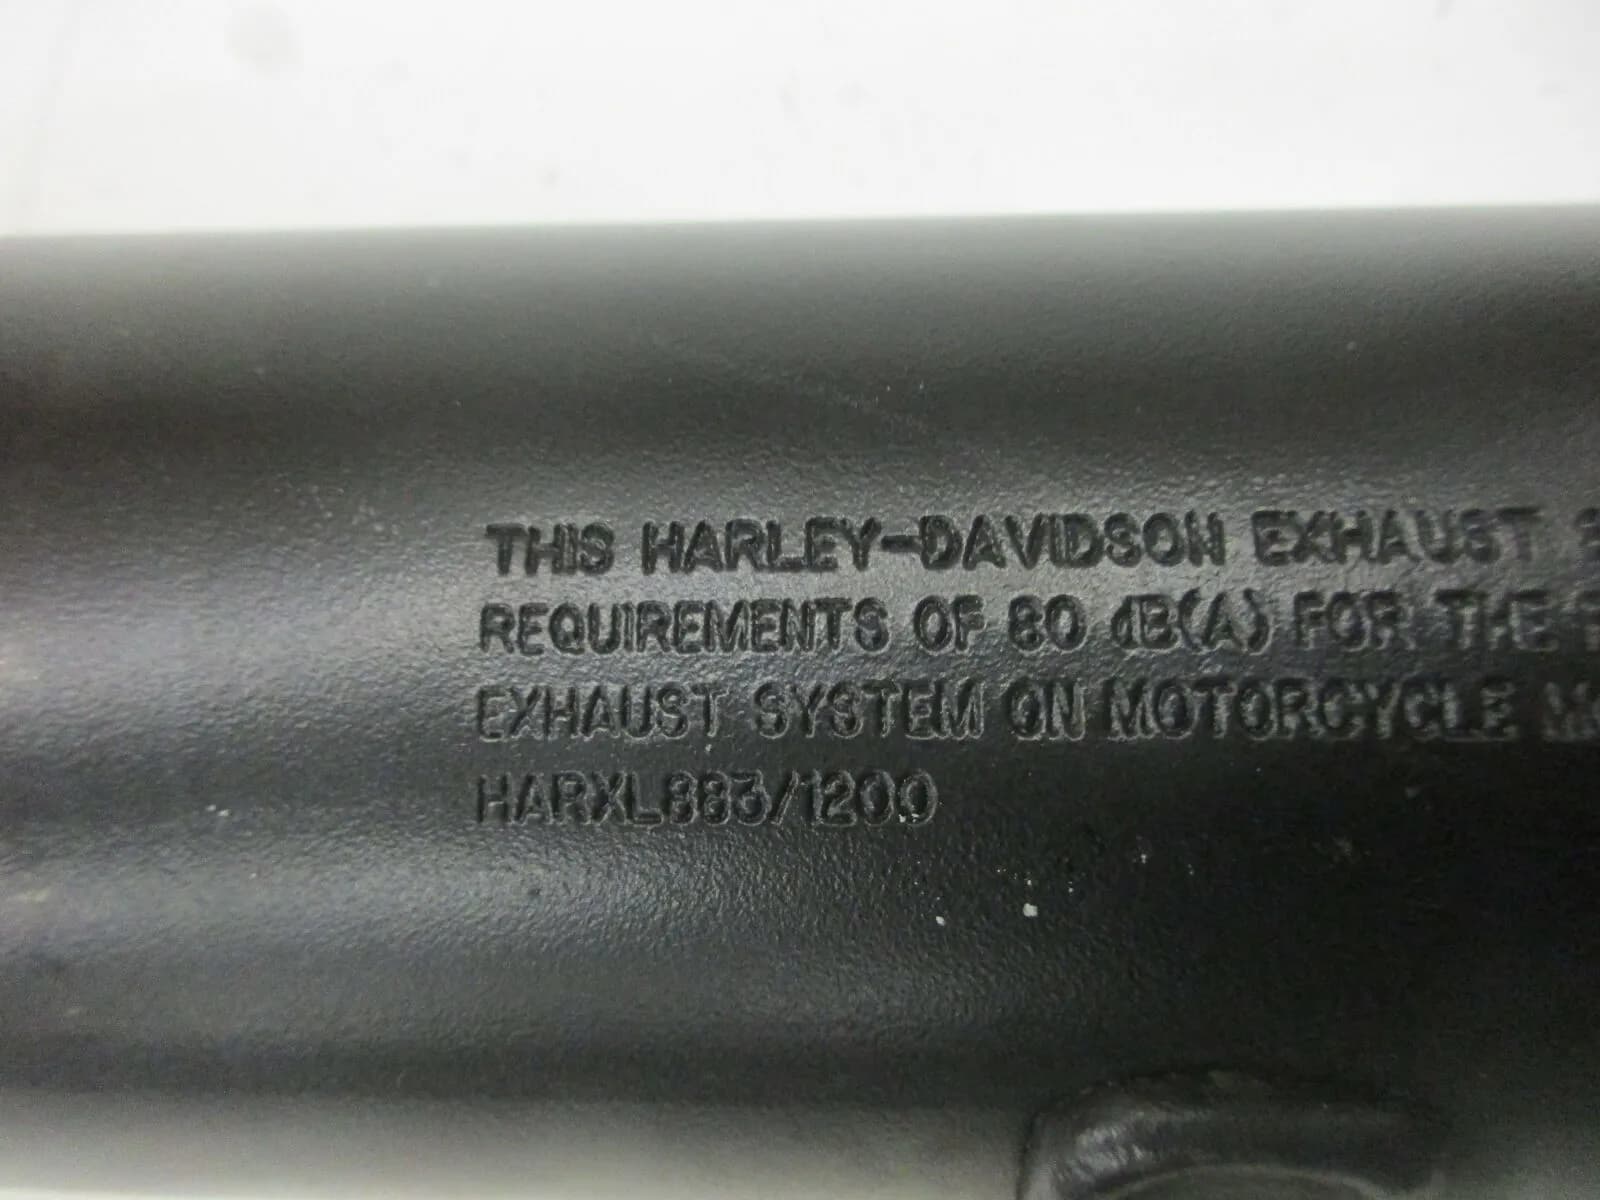 THIS HARLEY-DAVIDSON EXHAUST
REQUIREMENTS OF 80 dB(A) FOR THE
EXHAUST SYSTEM ON MOTORCYCLE
HARXL883/1200